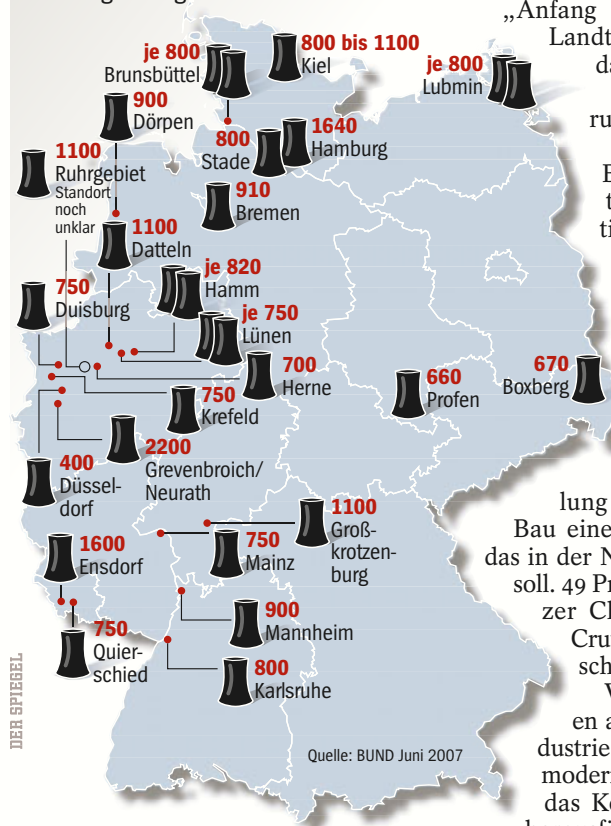 „Anfang
Landt
da
ru
je 800
Brunsbüttel
800 bis 1100
Kiel
je 800
Lubmin
900
Dörpen
800
Stade
1640
Hamburg
1100
Ruhrgebiet
Standort
noch
unklar
910
Bremen
1100
Datteln
je 820
Hamm
750
Duisburg
je 750
Lünen
700
Herne
660
Profen
670
Boxberg
750
Krefeld
2200
Grevenbroich/
Neurath
400
Düssel-
dorf
1100
Groß-
krotzen-
burg
750
Mainz
1600
Ensdorf
900
Mannheim
750
Quier-
schied
800
Karlsruhe
Quelle: BUND Juni 2007
DER SPIEGEL
lung
Bau eine
das in der N
soll. 49 Pr
zer Ch
Cru
sch
en a
dustries
modern
das Ko